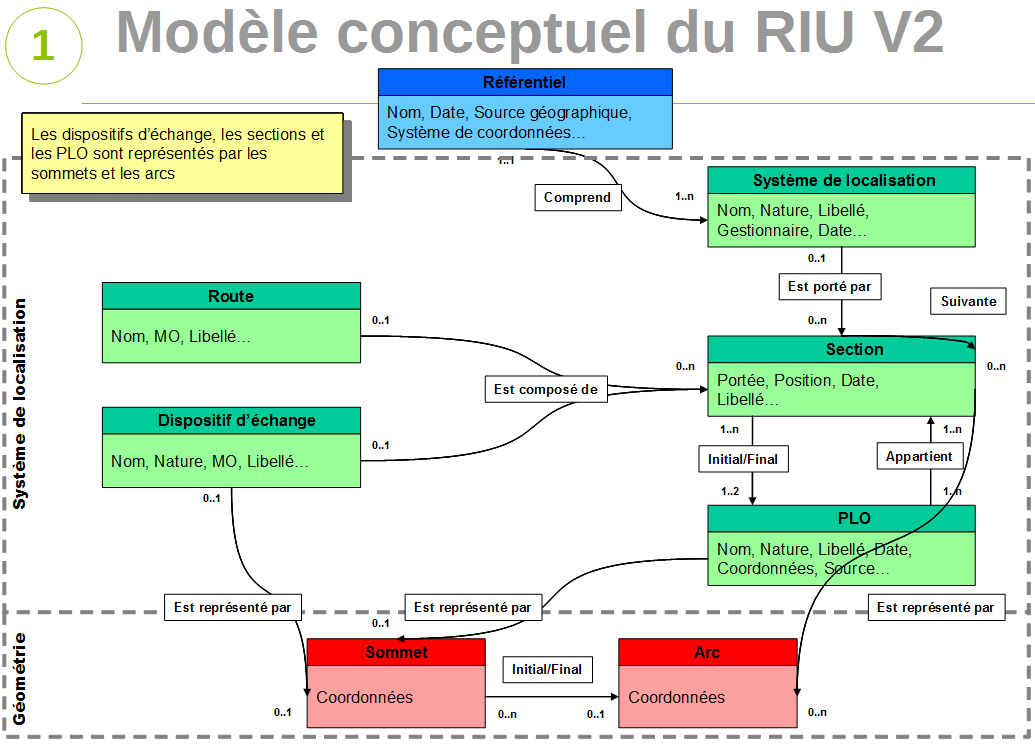 1
Modèle conceptuel du RIU V2
Référentiel
Nom, Date, Source géographique,
Système de coordonnées…
Les dispositifs d’échange, les sections et
les PLO sont représentés par les
sommets et les arcs
1..1
Comprend
1..n
Système de localisation
Nom, Nature, Libellé,
Gestionnaire, Date…
0..1
Est porté par
0..n
Suivante
Route
Nom, MO, Libellé…
0..1
Système de localisation
Section
Portée, Position, Date,
Libellé…
0..n
0..n
Est composé de
Dispositif d’échange
Nom, Nature, MO, Libellé…
0..1
0..1
1..n
Initial/Final
1..2
1..n
Appartient
1..n
PLO
Nom, Nature, Libellé, Date,
Coordonnées, Source…
Est représenté par
Est représenté par
Est représenté par
0..1
Géométrie
Sommet
Coordonnées
0..1
Initial/Final
0..n
0..1
Arc
Coordonnées
0..n